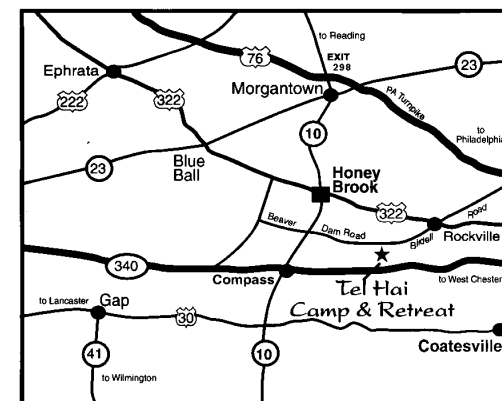 to Reading
76
EXIT
298
23
Ephrata
Morgantown
222
322
PA Turnpike
to
Philadelphia
10
Blue
Ball
23
Honey
Brook
322
Road
Beaver
Dam Road
Birdell
Rockville
340
Compass
to West Chester
Tel Hai
Camp & Retreat
to Lancaster
Gap
30
Coatesville
41
10
to Wilmington